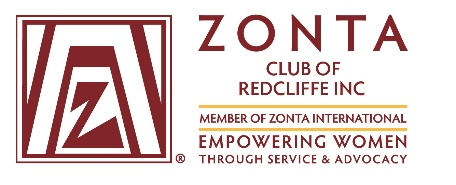 ZONTA
CLUB OF
REDCLIFFE INC
MEMBER OF ZONTA INTERNATIONAL
EMPOWERING WOMEN
THROUGH SERVICE & ADVOCACY
Z
®